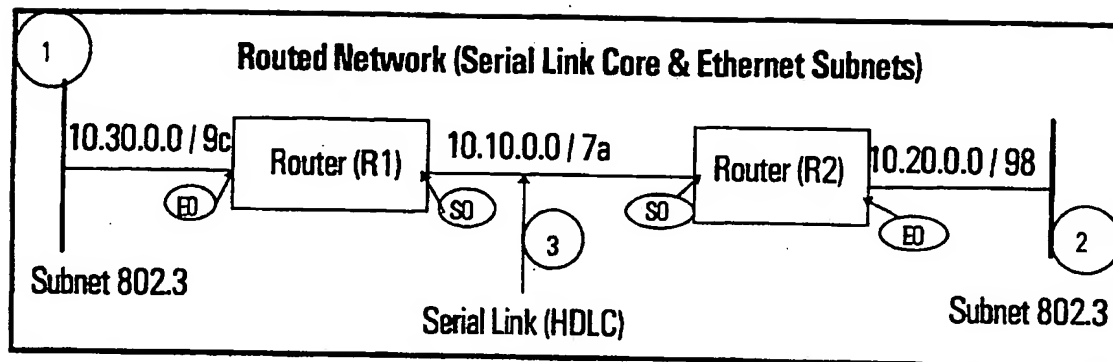 1
Routed Network (Serial Link Core & Ethernet Subnets)
10.30.0.0 / 9c
Router (R1)
10.10.0.0 / 7a
Router (R2)
10.20.0.0 / 98
E0
S0
3
S0
E0
2
Subnet 802.3
Serial Link (HDLC)
Subnet 802.3